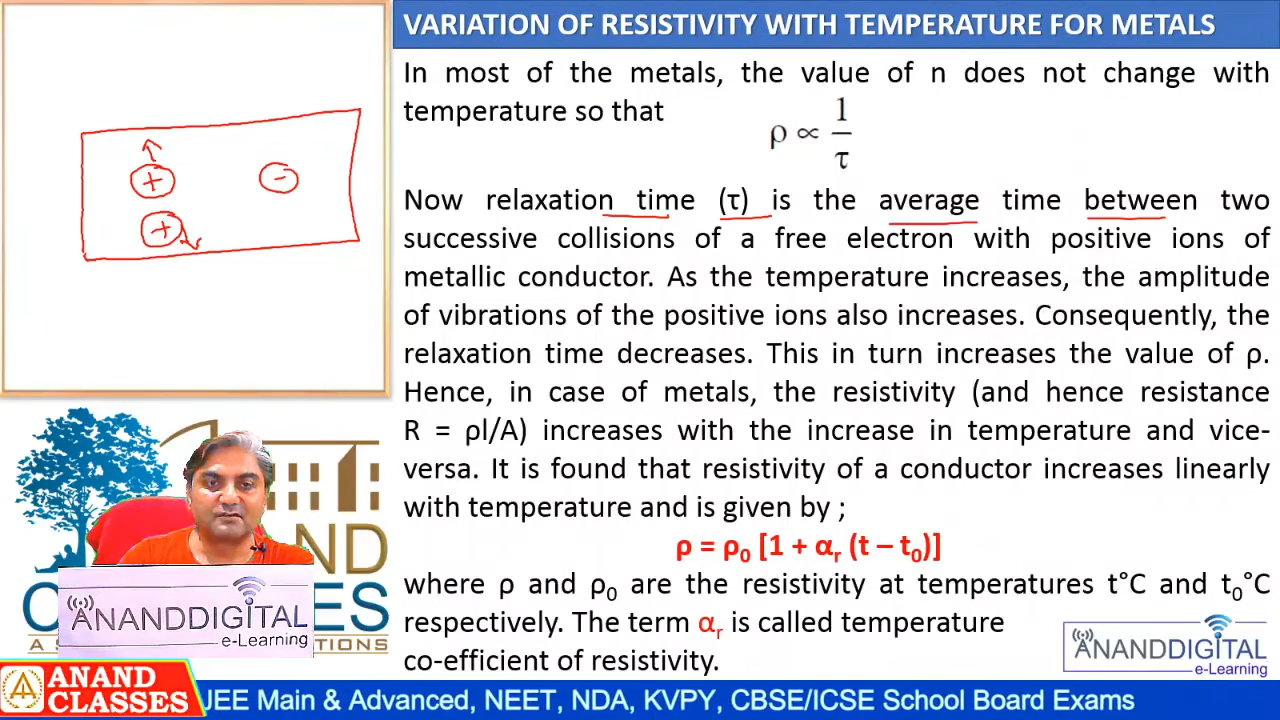 VARIATION OF RESISTIVITY WITH TEMPERATURE FOR METALS
In most of the metals, the value of n does not change with
temperature so that
ρ ∝ 1/τ
Now relaxation time (τ) is the average time between two
successive collisions of a free electron with positive ions of
metallic conductor. As the temperature increases, the amplitude
of vibrations of the positive ions also increases. Consequently, the
relaxation time decreases. This in turn increases the value of ρ.
Hence, in case of metals, the resistivity (and hence resistance
R = ρl/A) increases with the increase in temperature and vice-
versa. It is found that resistivity of a conductor increases linearly
with temperature and is given by ;
ρ = ρ₀ [1 + αᵣ (t – t₀)]
where ρ and ρ₀ are the resistivity at temperatures t°C and t₀°C
respectively. The term αᵣ is called temperature
co-efficient of resistivity.
+
-
+
ANANDDIGITAL
e-Learning
ANANDDIGITAL
e-Learning
ANAND
CLASSES
JEE Main & Advanced, NEET, NDA, KVPY, CBSE/ICSE School Board Exams